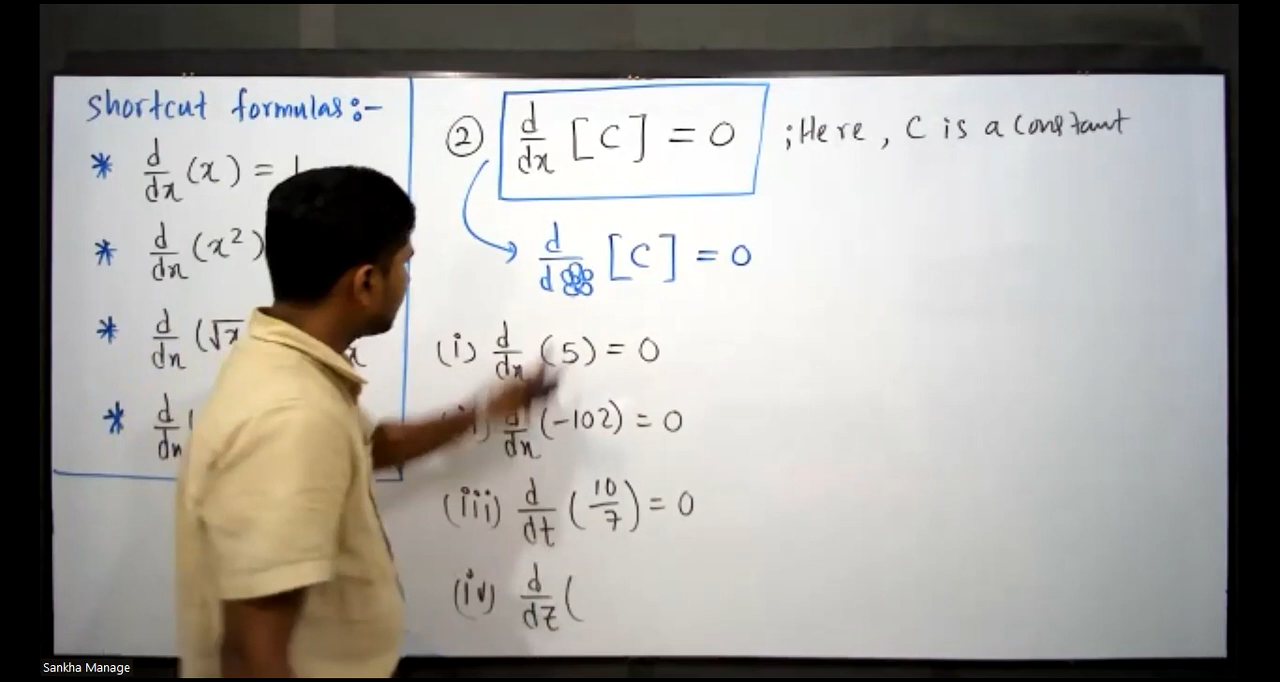 Shortcut formulas:-
* d/dx (x) = 1
* d/dx (x²)
* d/dx (√x
* d/dx (
② d/dx [C] = 0 ; Here, C is a constant
d/d [C] = 0
(i) d/dx (5) = 0
d/dx (-102) = 0
(iii) d/dt (10/7) = 0
(iv) d/dz (
Sankha Manage